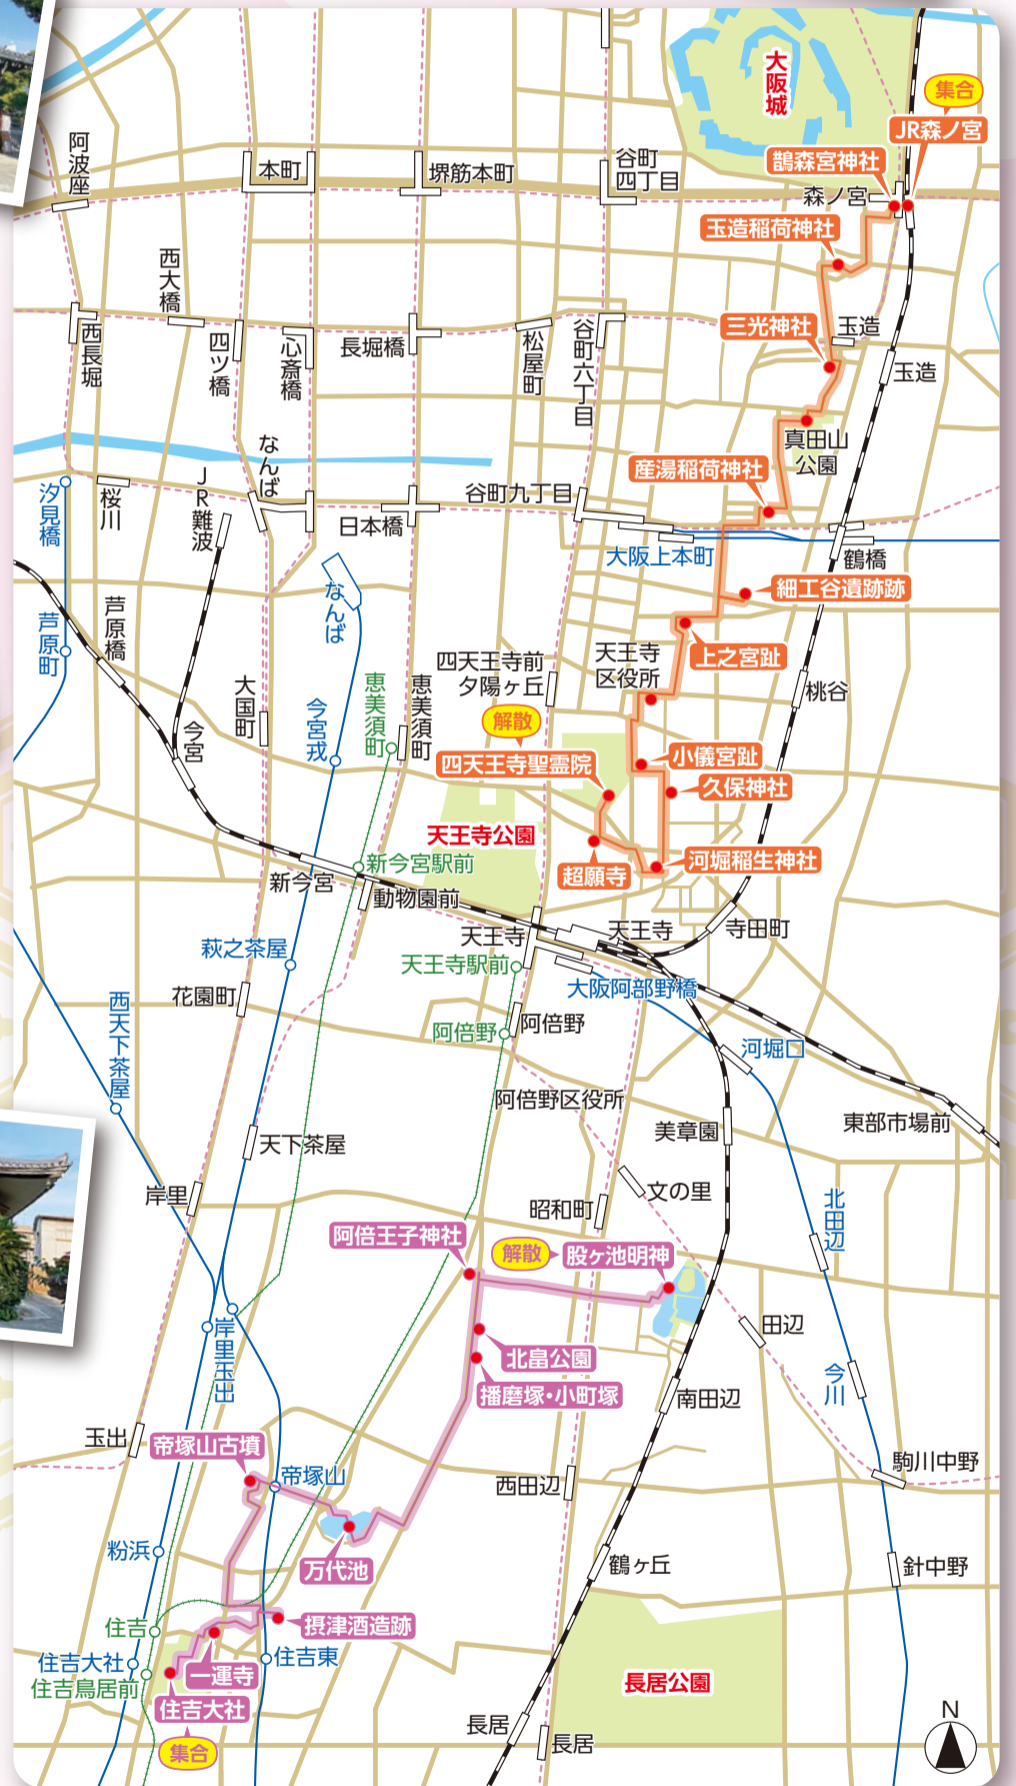 大阪城
集合
JR森ノ宮
鵲森宮神社
阿波座
本町
堺筋本町
谷町
四丁目
森ノ宮
玉造稲荷神社
西大橋
西長堀
四ツ橋
心斎橋
長堀橋
松屋町
谷町六丁目
三光神社
玉造
玉造
真田山
公園
なんば
産湯稲荷神社
汐見橋
桜川
JR難波
日本橋
谷町九丁目
大阪上本町
鶴橋
細工谷遺跡跡
なんば
芦原町
芦原橋
上之宮趾
四天王寺前
夕陽ヶ丘
天王寺
区役所
桃谷
大国町
今宮戎
恵美須町
恵美須町
今宮
解散
四天王寺聖霊院
小儀宮趾
久保神社
天王寺公園
新今宮駅前
超願寺
河堀稲生神社
新今宮
動物園前
天王寺
天王寺
寺田町
萩之茶屋
天王寺駅前
大阪阿部野橋
花園町
西天下茶屋
阿倍野
阿倍野
河堀口
阿倍野区役所
美章園
東部市場前
天下茶屋
岸里
文の里
昭和町
北田辺
阿倍王子神社
解散
股ヶ池明神
岸里玉出
田辺
北畠公園
播磨塚・小町塚
今川
南田辺
玉出
帝塚山古墳
帝塚山
西田辺
駒川中野
粉浜
万代池
鶴ヶ丘
針中野
住吉
摂津酒造跡
住吉大社
住吉東
住吉鳥居前
一運寺
住吉大社
集合
長居公園
長居
長居
N